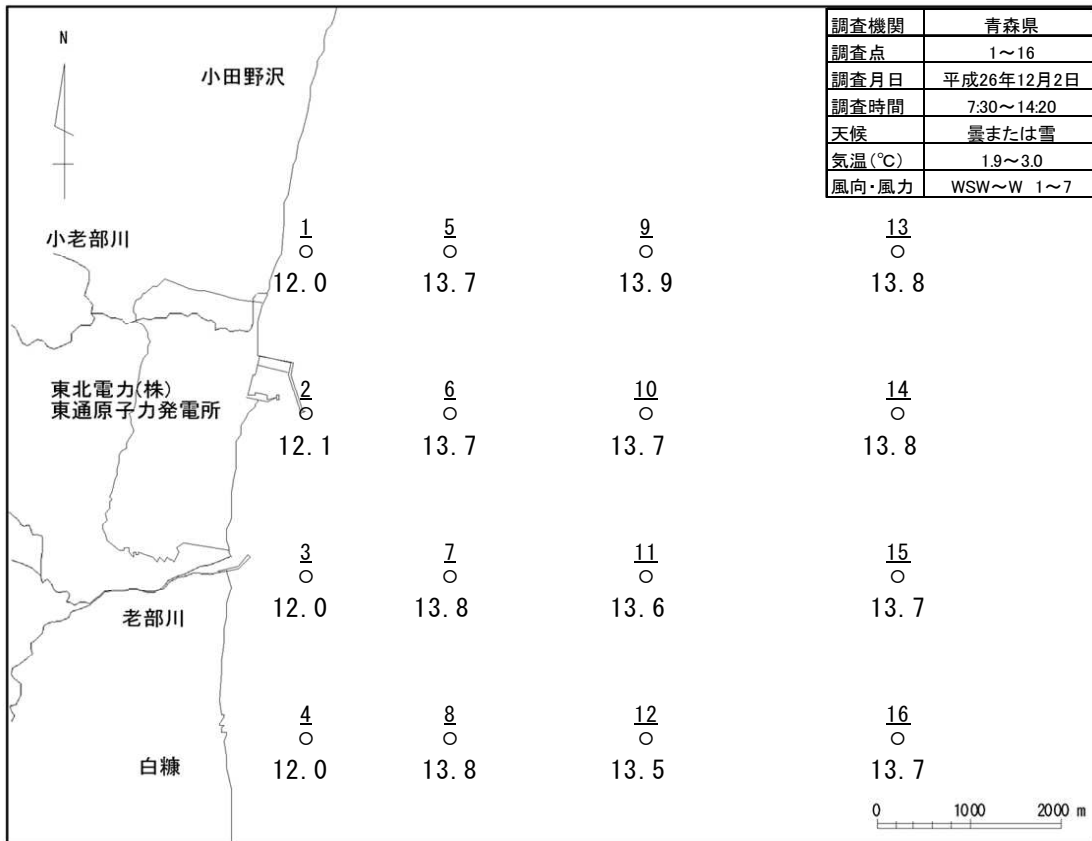 調査機関 青森県
調査点 1～16
調査月日 平成26年12月2日
調査時間 7:30～14:20
天候 曇または雪
気温(℃) 1.9～3.0
風向・風力 WSW～W 1～7
N
小田野沢
小老部川
1 5 9 13
12.0 13.7 13.9 13.8
東北電力(株)
東通原子力発電所
2 6 10 14
12.1 13.7 13.7 13.8
3 7 11 15
12.0 13.8 13.6 13.7
老部川
4 8 12 16
12.0 13.8 13.5 13.7
白糠
0 1000 2000 m